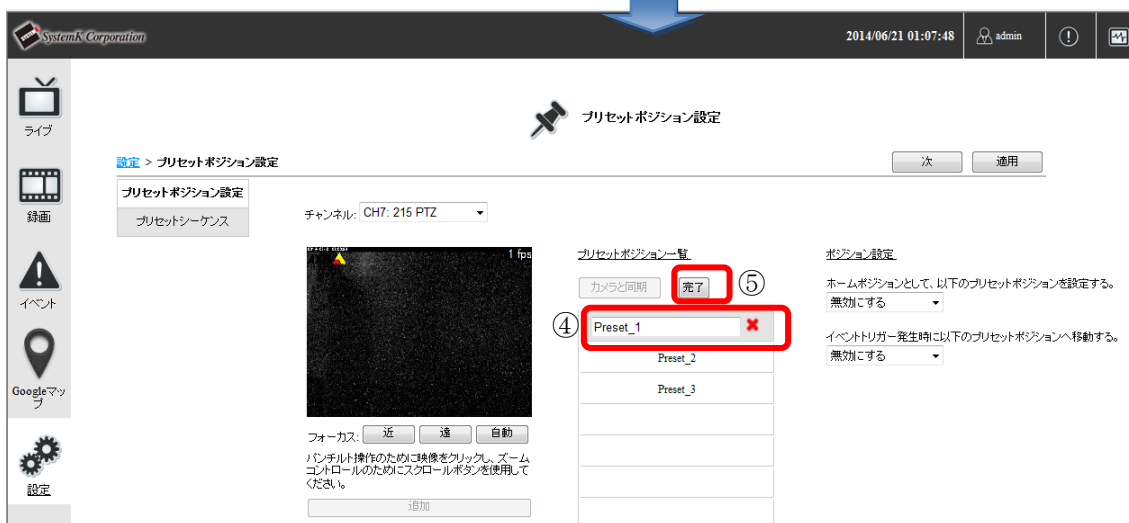 SystemK Corporation
2014/06/21 01:07:48
admin
ライブ
プリセットポジション設定
設定 > プリセットポジション設定
次
適用
録画
プリセットポジション設定
プリセットシーケンス
チャンネル: CH7: 215 PTZ
1 fps
プリセットポジション一覧
ポジション設定
イベント
カメラと同期
完了
⑤
ホームポジションとして、以下のプリセットポジションを設定する。
無効にする
④
Preset_1
イベントトリガー発生時に以下のプリセットポジションへ移動する。
無効にする
Preset_2
Preset_3
Googleマッ
プ
フォーカス: 近 遠 自動
パンチルト操作のために映像をクリックし、ズーム
コントロールのためにスクロールボタンを使用して
ください。
設定
追加